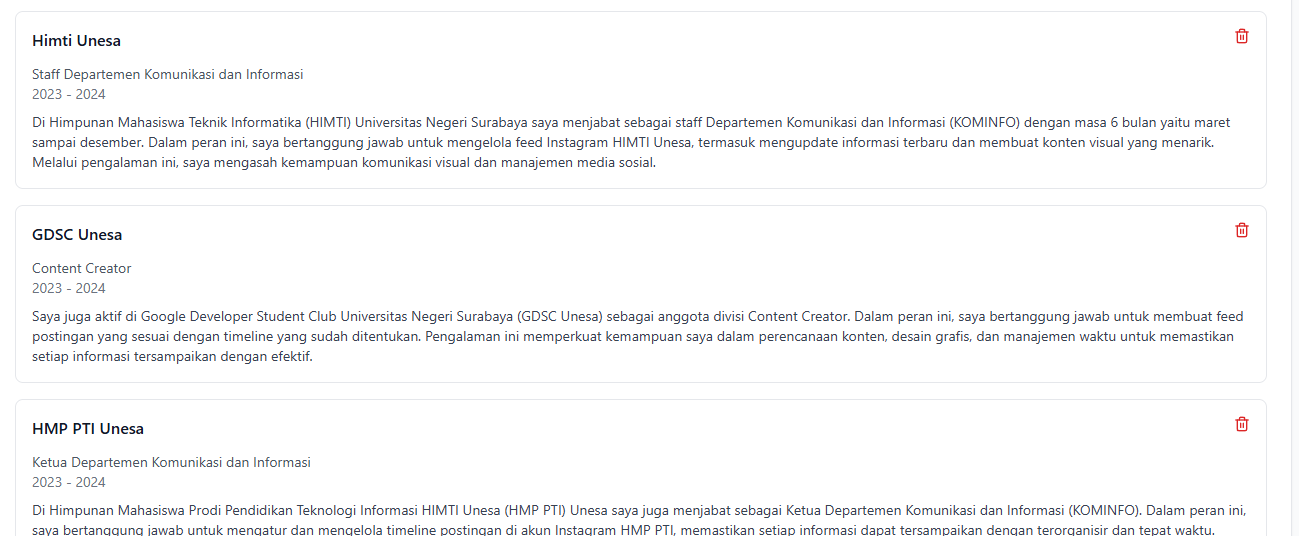 Himti Unesa
Staff Departemen Komunikasi dan Informasi
2023 - 2024
Di Himpunan Mahasiswa Teknik Informatika (HIMTI) Universitas Negeri Surabaya saya menjabat sebagai staff Departemen Komunikasi dan Informasi (KOMINFO) dengan masa 6 bulan yaitu maret
sampai desember. Dalam peran ini, saya bertanggung jawab untuk mengelola feed Instagram HIMTI Unesa, termasuk mengupdate informasi terbaru dan membuat konten visual yang menarik.
Melalui pengalaman ini, saya mengasah kemampuan komunikasi visual dan manajemen media sosial.
GDSC Unesa
Content Creator
2023 - 2024
Saya juga aktif di Google Developer Student Club Universitas Negeri Surabaya (GDSC Unesa) sebagai anggota divisi Content Creator. Dalam peran ini, saya bertanggung jawab untuk membuat feed
postingan yang sesuai dengan timeline yang sudah ditentukan. Pengalaman ini memperkuat kemampuan saya dalam perencanaan konten, desain grafis, dan manajemen waktu untuk memastikan
setiap informasi tersampaikan dengan efektif.
HMP PTI Unesa
Ketua Departemen Komunikasi dan Informasi
2023 - 2024
Di Himpunan Mahasiswa Prodi Pendidikan Teknologi Informasi HIMTI Unesa (HMP PTI) Unesa saya juga menjabat sebagai Ketua Departemen Komunikasi dan Informasi (KOMINFO). Dalam peran ini,
saya bertanggung jawab untuk mengatur dan mengelola timeline postingan di akun Instagram HMP PTI, memastikan setiap informasi dapat tersampaikan dengan terorganisir dan tepat waktu.